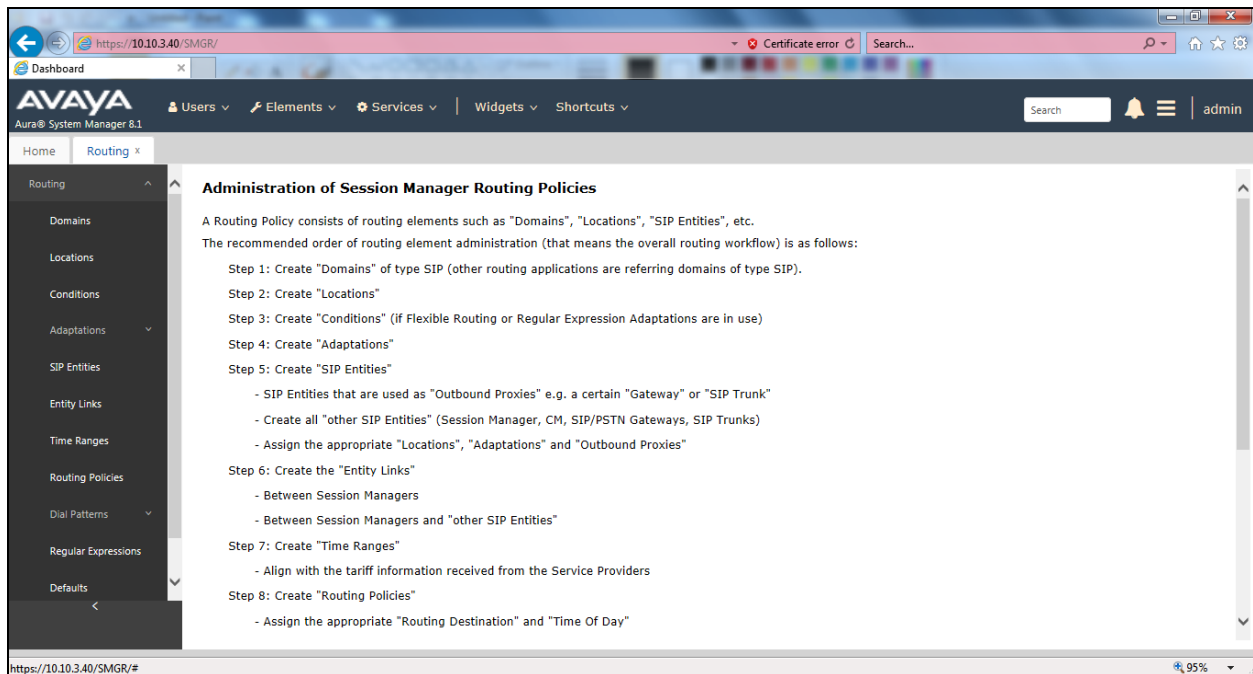 https://10.10.3.40/SMGR/
Certificate error
Search...
Dashboard
AVAYA
Aura® System Manager 8.1
Users
Elements
Services
Widgets
Shortcuts
Search
admin
Home
Routing x
Routing
Domains
Locations
Conditions
Adaptations
SIP Entities
Entity Links
Time Ranges
Routing Policies
Dial Patterns
Regular Expressions
Defaults
Administration of Session Manager Routing Policies
A Routing Policy consists of routing elements such as "Domains", "Locations", "SIP Entities", etc.
The recommended order of routing element administration (that means the overall routing workflow) is as follows:
Step 1: Create "Domains" of type SIP (other routing applications are referring domains of type SIP).
Step 2: Create "Locations"
Step 3: Create "Conditions" (if Flexible Routing or Regular Expression Adaptations are in use)
Step 4: Create "Adaptations"
Step 5: Create "SIP Entities"
- SIP Entities that are used as "Outbound Proxies" e.g. a certain "Gateway" or "SIP Trunk"
- Create all "other SIP Entities" (Session Manager, CM, SIP/PSTN Gateways, SIP Trunks)
- Assign the appropriate "Locations", "Adaptations" and "Outbound Proxies"
Step 6: Create the "Entity Links"
- Between Session Managers
- Between Session Managers and "other SIP Entities"
Step 7: Create "Time Ranges"
- Align with the tariff information received from the Service Providers
Step 8: Create "Routing Policies"
- Assign the appropriate "Routing Destination" and "Time Of Day"
https://10.10.3.40/SMGR/#
95%